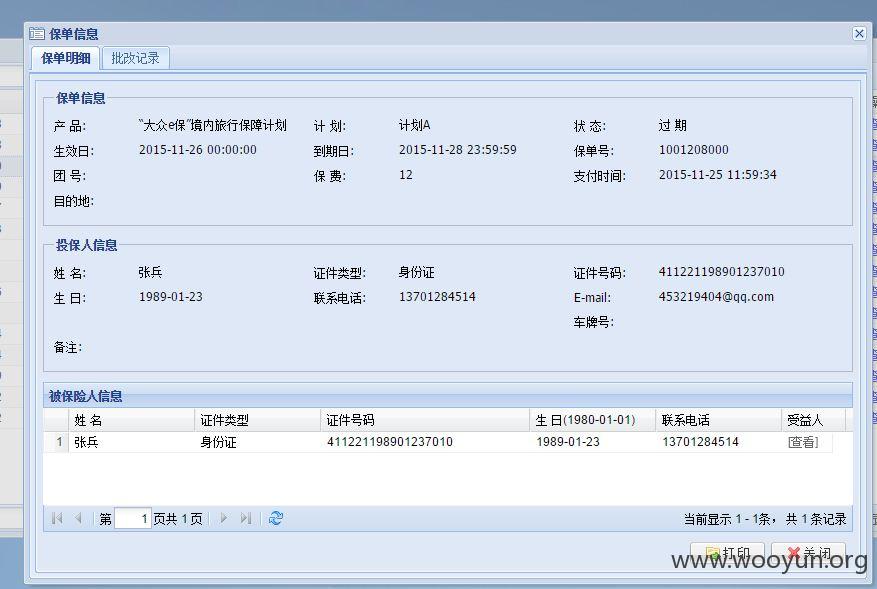 保单信息
保单明细 批改记录
保单信息
产 品: “大众e保”境内旅行保障计划 计 划: 计划A 状 态: 过 期
生效日: 2015-11-26 00:00:00 到期日: 2015-11-28 23:59:59 保单号: 1001208000
团 号: 保 费: 12 支付时间: 2015-11-25 11:59:34
目的地:
投保人信息
姓 名: 张兵 证件类型: 身份证 证件号码: 411221198901237010
生 日: 1989-01-23 联系电话: 13701284514 E-mail: 453219404@qq.com
车牌号:
备注:
被保险人信息
姓 名 证件类型 证件号码 生 日(1980-01-01) 联系电话 受益人
1 张兵 身份证 411221198901237010 1989-01-23 13701284514 [查看]
第 1 页共 1 页 当前显示 1 - 1条， 共 1 条记录
打印 关闭
www.wooyun.org